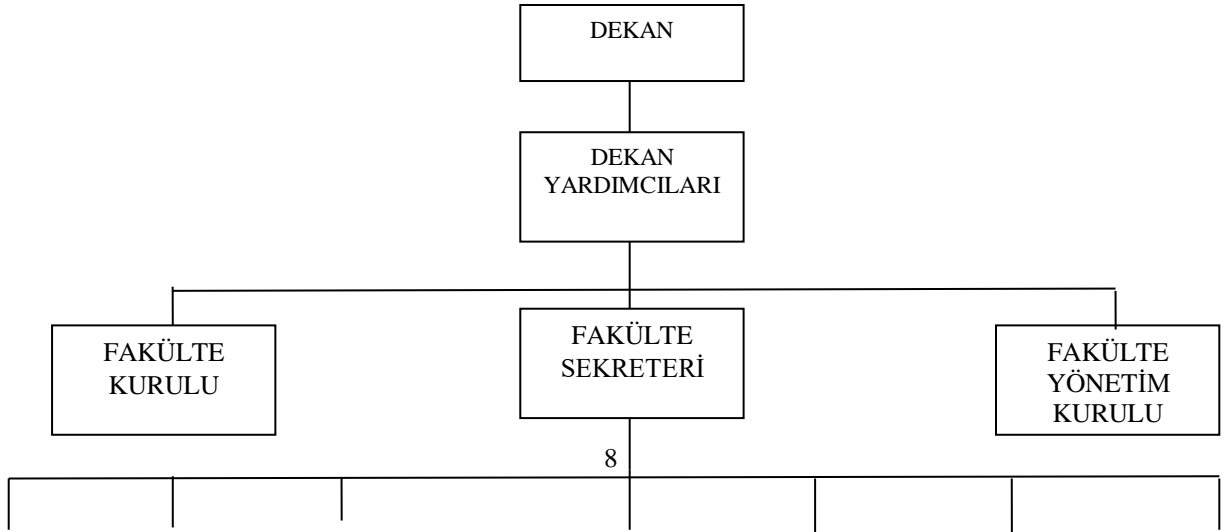 DEKAN
DEKAN
YARDIMCILARI
FAKÜLTE
KURULU
FAKÜLTE
SEKRETERİ
FAKÜLTE
YÖNETİM
KURULU
8